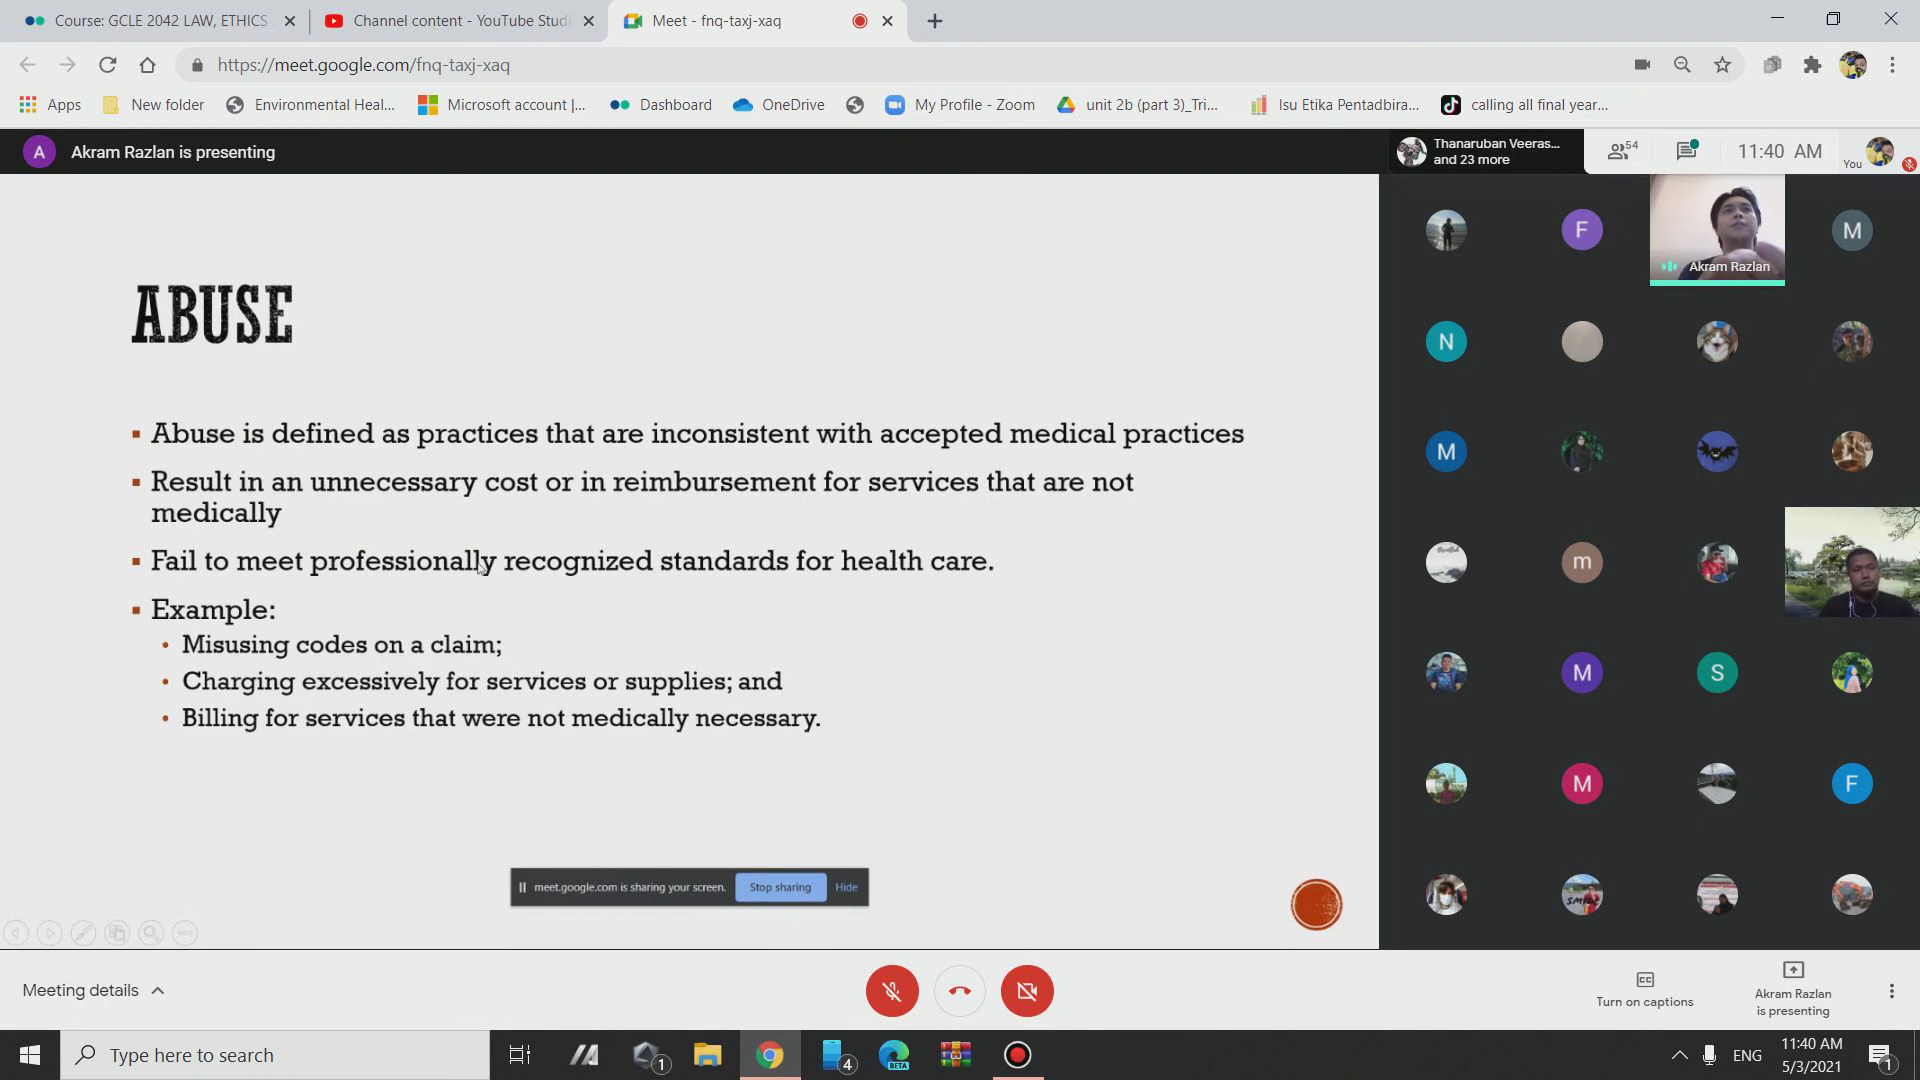 Course: GCLE 2042 LAW, ETHICS
Channel content - YouTube Studi
Meet - fnq-taxj-xaq
https://meet.google.com/fnq-taxj-xaq
Apps
New folder
Environmental Heal...
Microsoft account |...
Dashboard
OneDrive
My Profile - Zoom
unit 2b (part 3)_Tri...
Isu Etika Pentadbira...
calling all final year...
A
Akram Razlan is presenting
Thanaruban Veeras...
and 23 more
54
11:40 AM
You
F
Akram Razlan
M
N
M
m
M
S
M
F
SMILE
ABUSE
Abuse is defined as practices that are inconsistent with accepted medical practices
Result in an unnecessary cost or in reimbursement for services that are not
medically
Fail to meet professionally recognized standards for health care.
Example:
Misusing codes on a claim;
Charging excessively for services or supplies; and
Billing for services that were not medically necessary.
meet.google.com is sharing your screen.
Stop sharing
Hide
Meeting details
CC
Turn on captions
Akram Razlan
is presenting
Type here to search
1
4
BETA
ENG
11:40 AM
5/3/2021
1